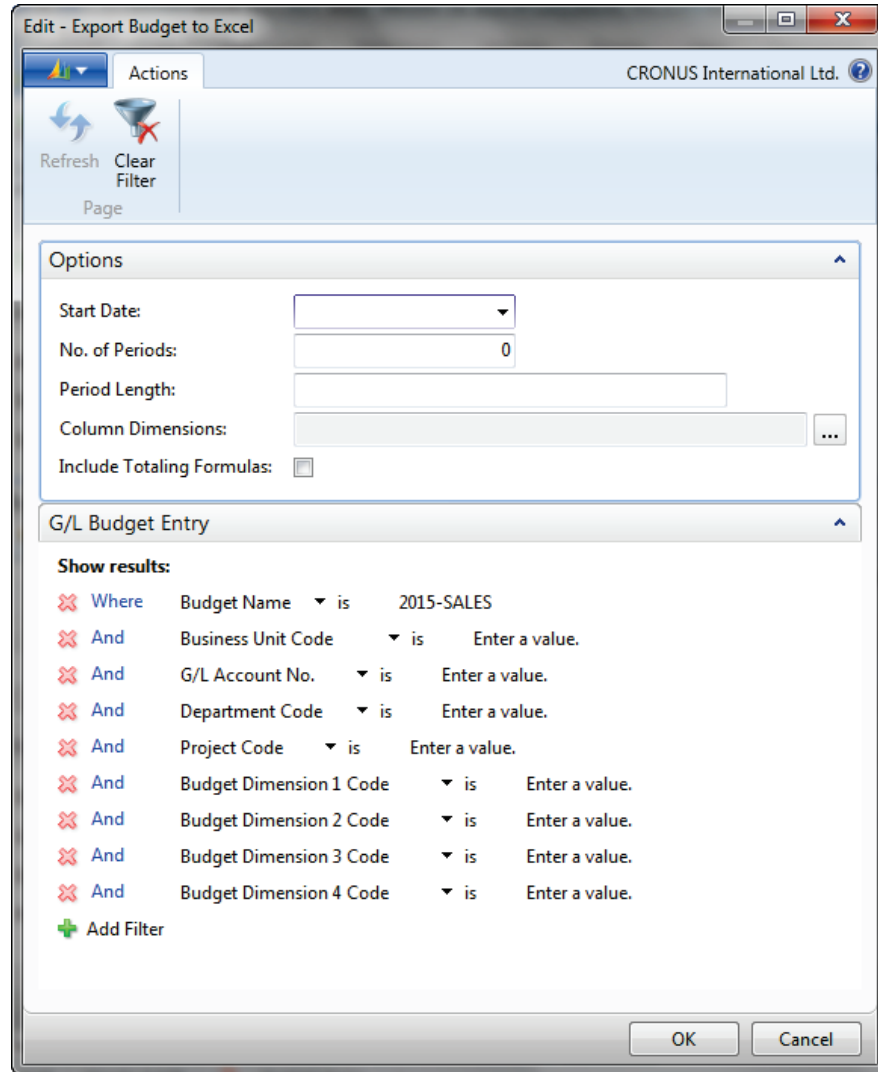 Edit - Export Budget to Excel
Actions
CRONUS International Ltd.
Refresh
Clear Filter
Page
Options
Start Date:
No. of Periods: 0
Period Length:
Column Dimensions: ...
Include Totaling Formulas:
G/L Budget Entry
Show results:
Where Budget Name is 2015-SALES
And Business Unit Code is Enter a value.
And G/L Account No. is Enter a value.
And Department Code is Enter a value.
And Project Code is Enter a value.
And Budget Dimension 1 Code is Enter a value.
And Budget Dimension 2 Code is Enter a value.
And Budget Dimension 3 Code is Enter a value.
And Budget Dimension 4 Code is Enter a value.
Add Filter
OK Cancel